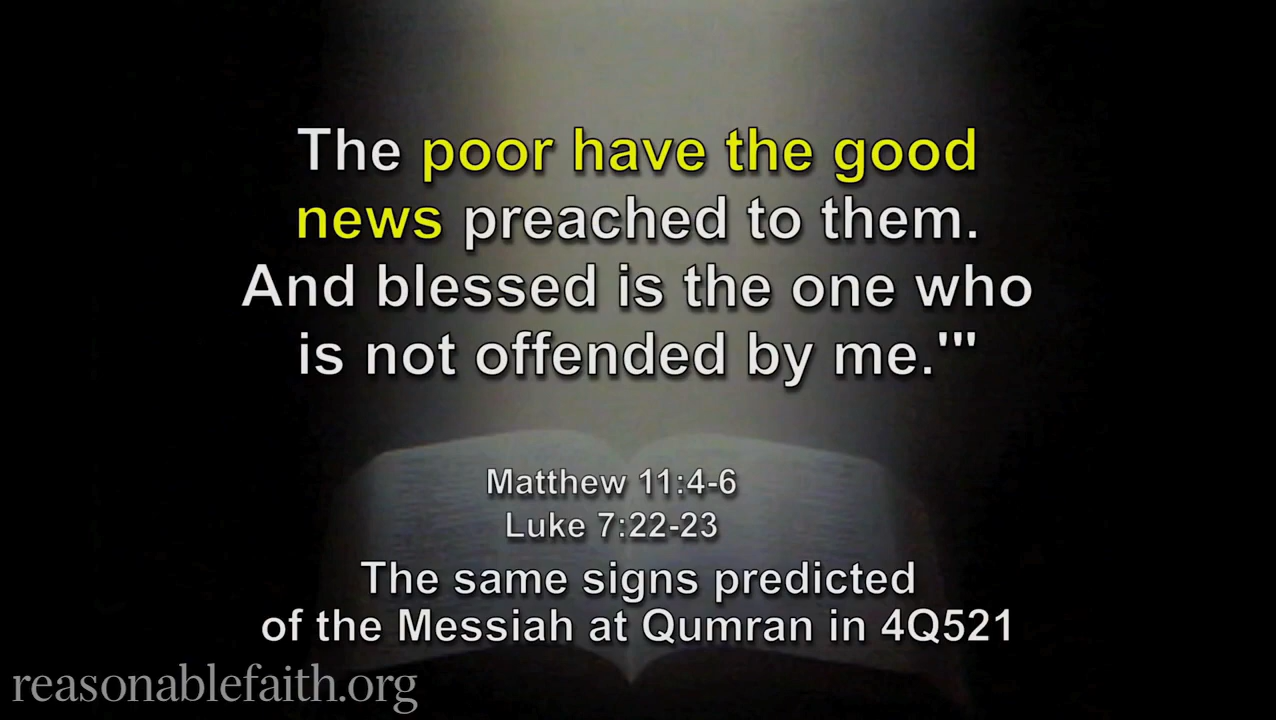 The poor have the good
news preached to them.
And blessed is the one who
is not offended by me.'"
Matthew 11:4-6
Luke 7:22-23
The same signs predicted
of the Messiah at Qumran in 4Q521
reasonablefaith.org